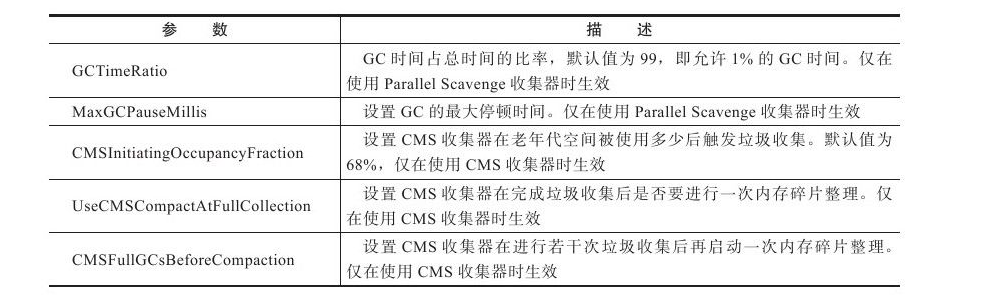 参 数 描 述
GCTimeRatio
GC 时间占总时间的比率，默认值为 99，即允许 1% 的 GC 时间。仅在
使用 Parallel Scavenge 收集器时生效
MaxGCPauseMillis
设置 GC 的最大停顿时间。仅在使用 Parallel Scavenge 收集器时生效
CMSInitiatingOccupancyFraction
设置 CMS 收集器在老年代空间被使用多少后触发垃圾收集。默认值为
68%，仅在使用 CMS 收集器时生效
UseCMSCompactAtFullCollection
设置 CMS 收集器在完成垃圾收集后是否要进行一次内存碎片整理。仅
在使用 CMS 收集器时生效
CMSFullGCsBeforeCompaction
设置 CMS 收集器在进行若干次垃圾收集后再启动一次内存碎片整理。
仅在使用 CMS 收集器时生效